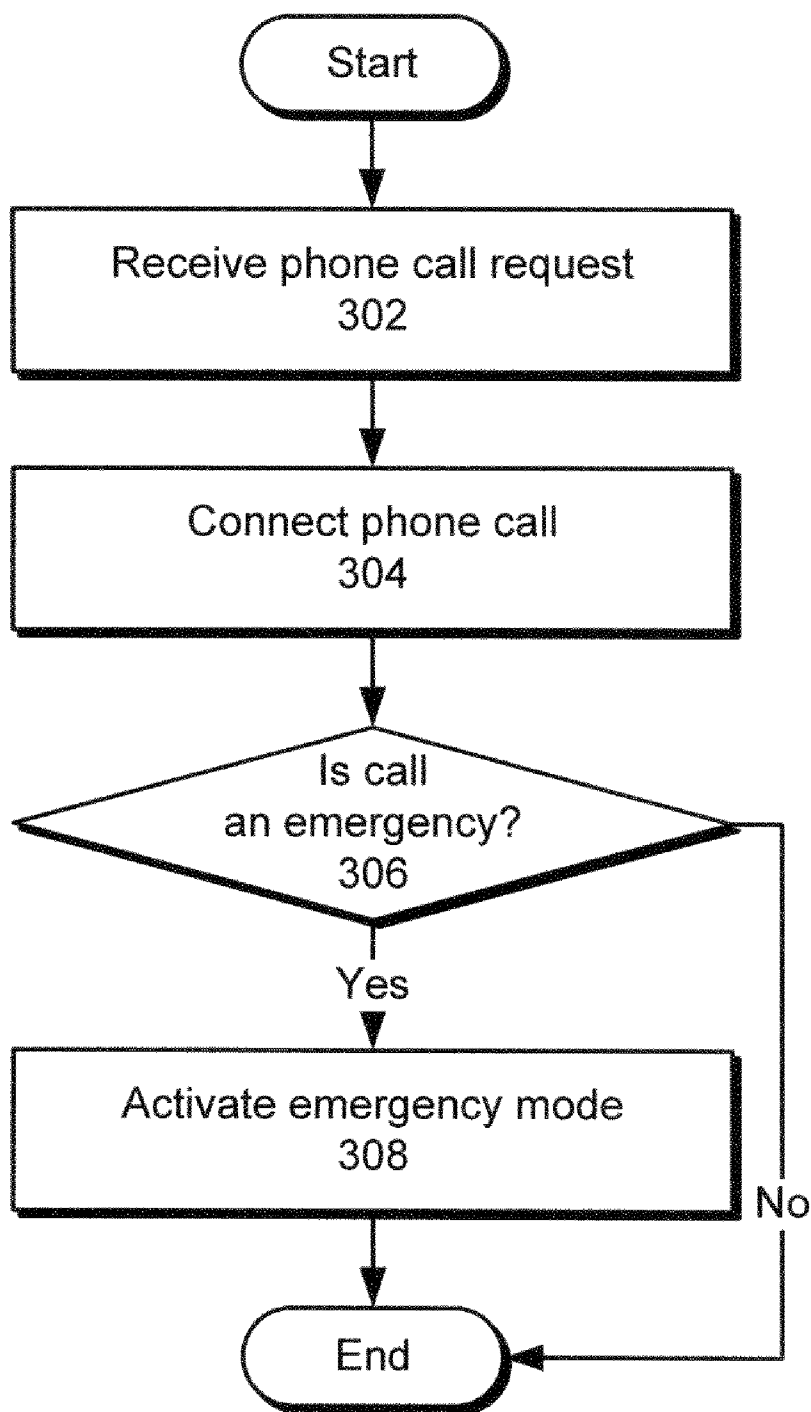 Start
Receive phone call request
302
Connect phone call
304
Is call
an emergency?
306
Yes
Activate emergency mode
308
No
End